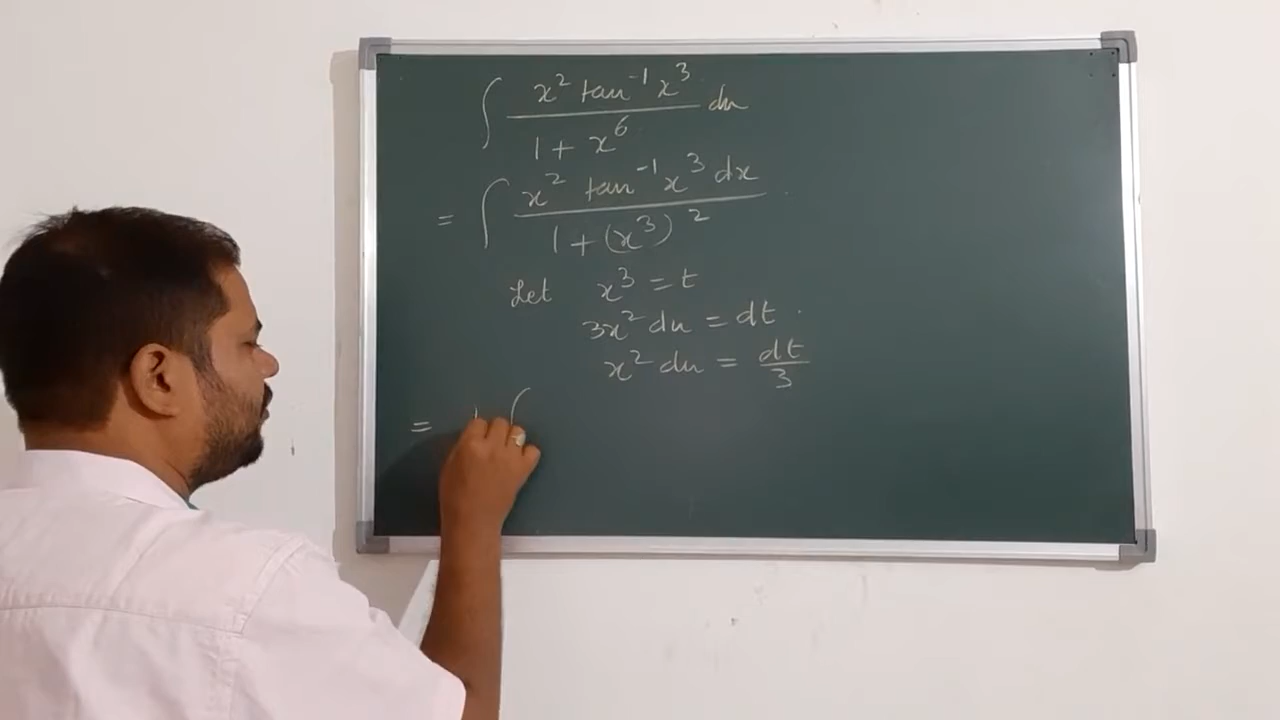 ∫ x² tan⁻¹ x³ / 1 + x⁶ dx
= ∫ x² tan⁻¹ x³ dx / 1 + (x³)²
Let x³ = t
3x² dx = dt
x² dx = dt/3
= ∫